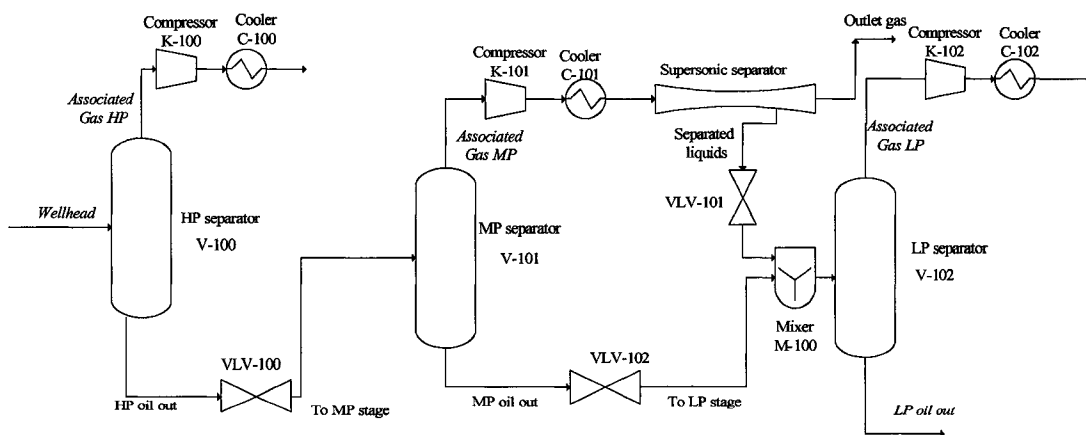 Compressor
K-100
Cooler
C-100
Associated
Gas HP
Wellhead
HP separator
V-100
HP oil out
VLV-100
To MP stage
Compressor
K-101
Cooler
C-101
Associated
Gas MP
MP separator
V-101
MP oil out
VLV-102
To LP stage
Supersonic separator
Separated
liquids
VLV-101
Mixer
M-100
Outlet gas
Compressor
K-102
Cooler
C-102
Associated
Gas LP
LP separator
V-102
LP oil out